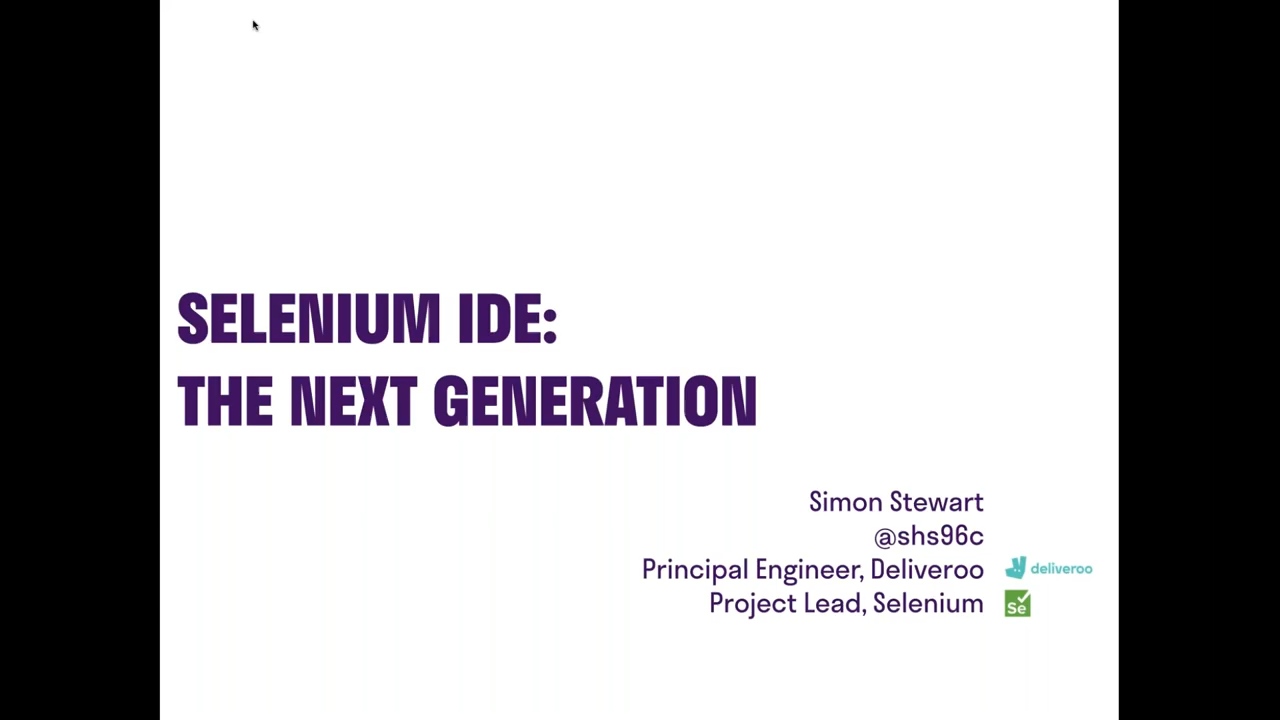 SELENIUM IDE:
THE NEXT GENERATION
Simon Stewart
@shs96c
Principal Engineer, Deliveroo
deliveroo
Project Lead, Selenium
Se